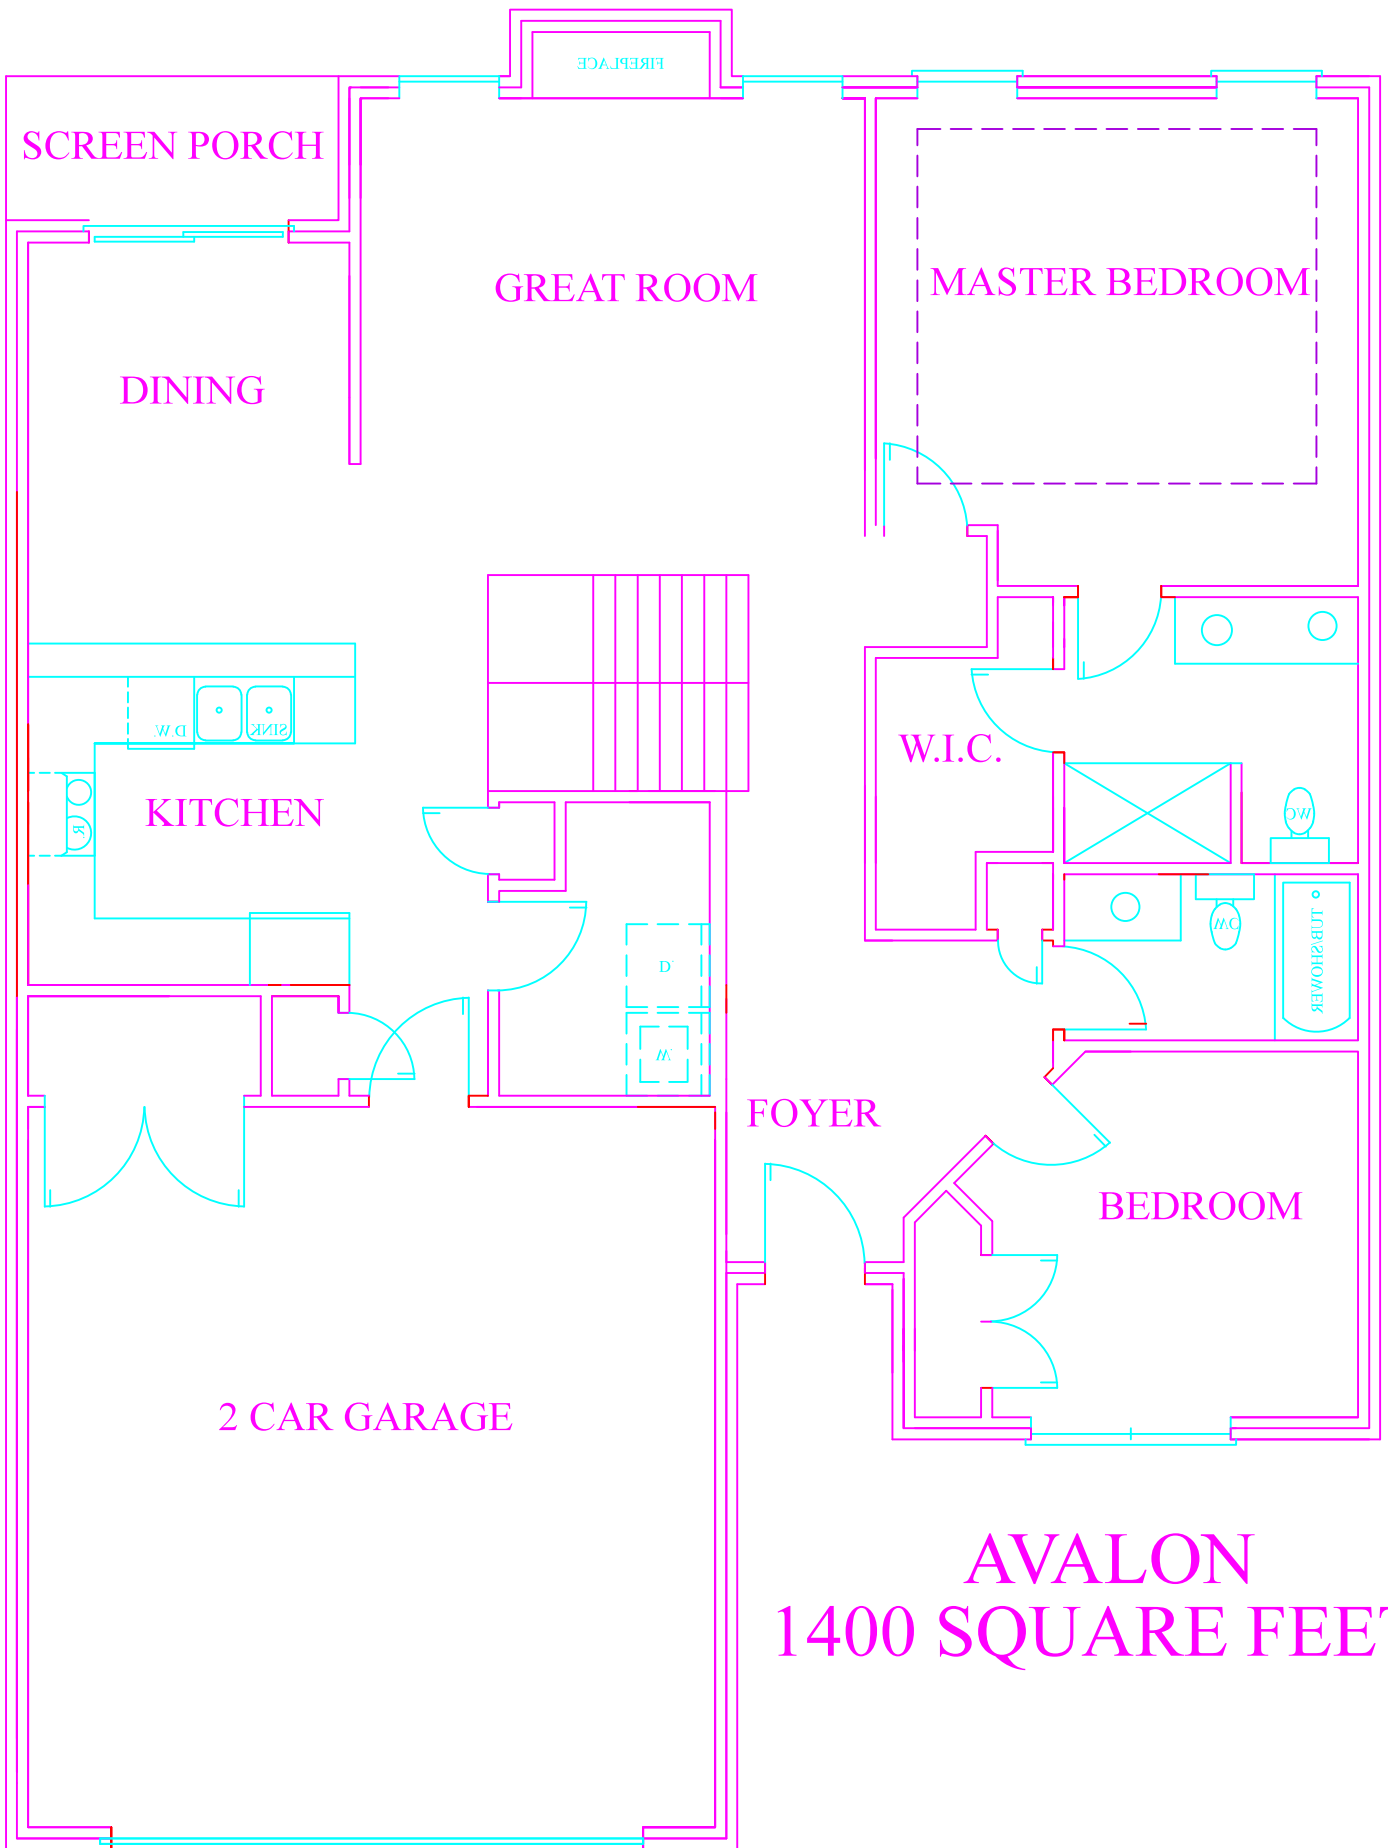 FIREPLACE
SCREEN PORCH
GREAT ROOM
MASTER BEDROOM
DINING
D.W.
SINK
W.I.C.
KITCHEN
R.
WC
WC
TUB/SHOWER
D.
W.
FOYER
BEDROOM
2 CAR GARAGE
AVALON
1400 SQUARE FEET